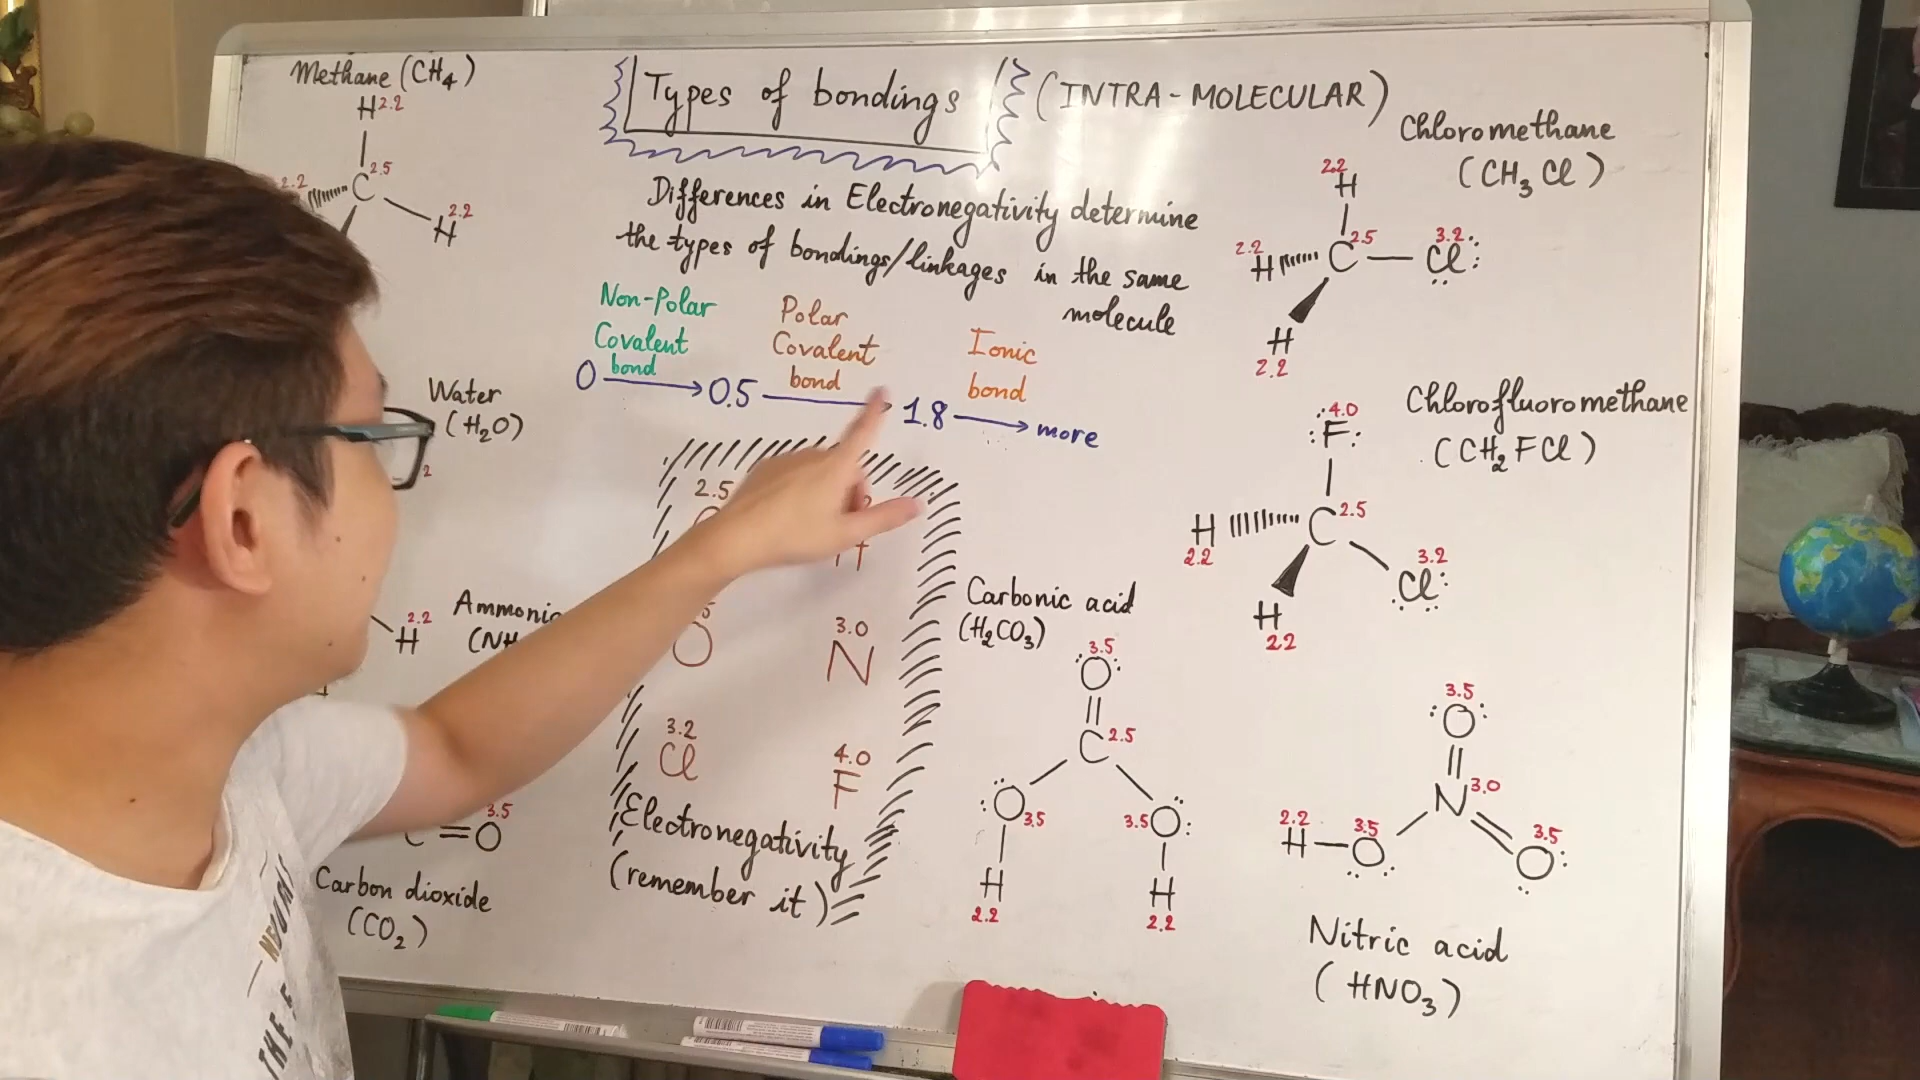 Types of bondings (INTRA-MOLECULAR)
Differences in Electronegativity determine
the types of bondings/linkages in the same
molecule
Non-Polar
Covalent
bond
Polar
Covalent
bond
Ionic
bond
0 → 0.5 → 1.8 → more
Methane (CH4)
H 2.2
2.2 C 2.5
H 2.2
Water
(H2O)
2
Ammonia
(NH
H 2.2
C = O 3.5
Carbon dioxide
(CO2)
2.5
O
3.0
N
3.2
Cl
4.0
F
Electronegativity
(remember it)
Chloromethane
(CH3Cl)
2.2
H
2.2 H C 2.5 Cl 3.2
H
2.2
Chlorofluoromethane
(CH2FCl)
4.0
F
H 2.2 C 2.5
Cl 3.2
H
2.2
Carbonic acid
(H2CO3)
3.5
O
C 2.5
O 3.5 3.5 O
H H
2.2 2.2
3.5
O
N 3.0
2.2 3.5 3.5
H O O
Nitric acid
(HNO3)